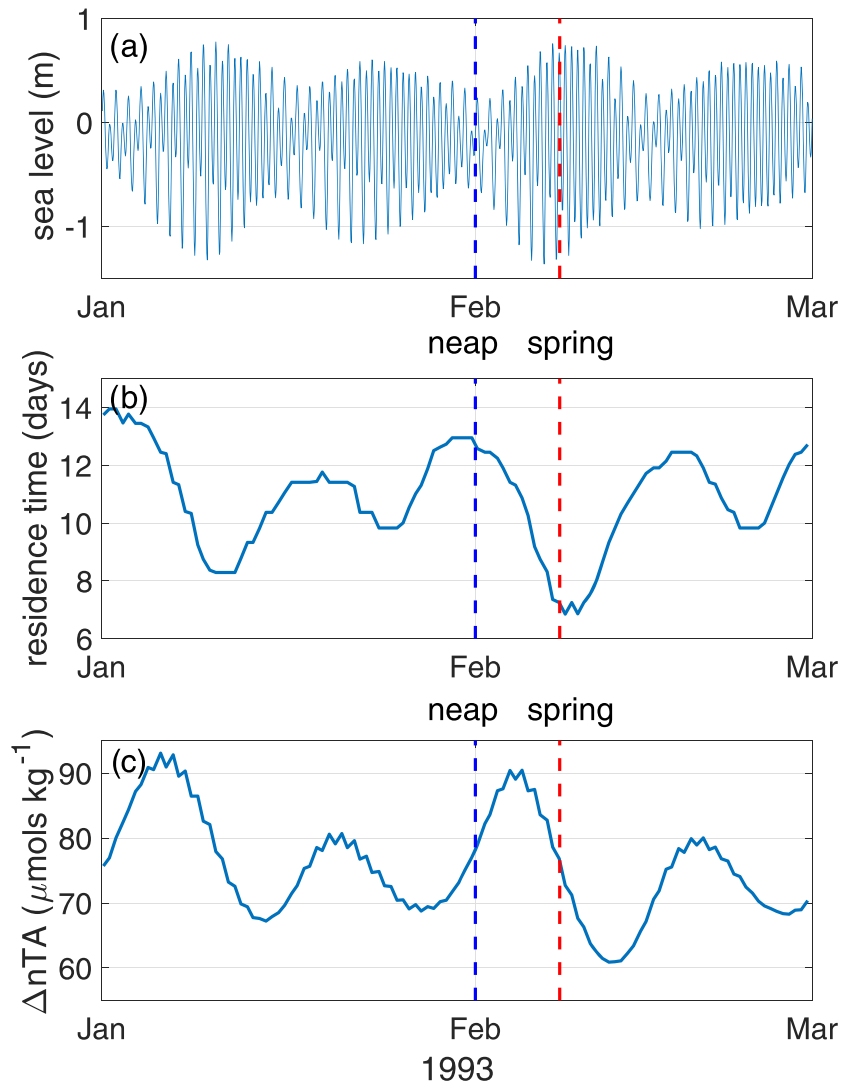 (a)
sea level (m)
1
0
-1
Jan Feb Mar
neap spring
(b)
residence time (days)
14
12
10
8
6
Jan Feb Mar
neap spring
(c)
ΔnTA (μmols kg⁻¹)
90
80
70
60
Jan Feb Mar
1993